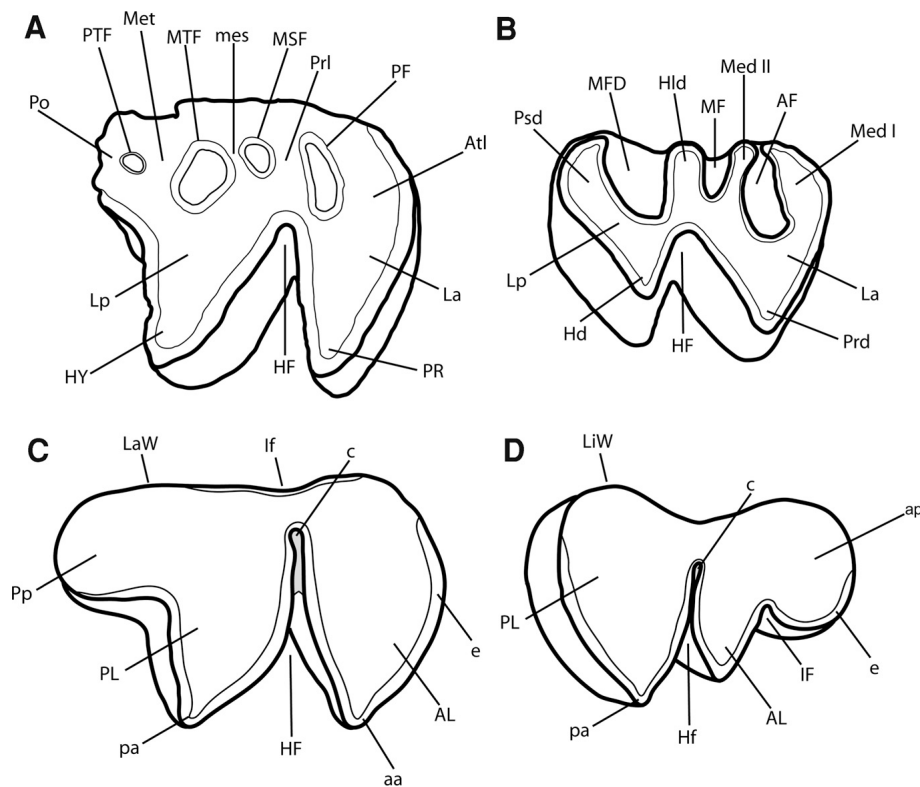 A
PTF
Met
MTF
mes
MSF
Prl
PF
Po
Atl
Lp
La
HY
HF
PR
B
Psd
MFD
Hld
MF
Med II
AF
Med I
Lp
La
Hd
HF
Prd
C
LaW
If
c
Pp
PL
e
AL
pa
HF
aa
D
LiW
c
ap
PL
e
IF
AL
pa
Hf